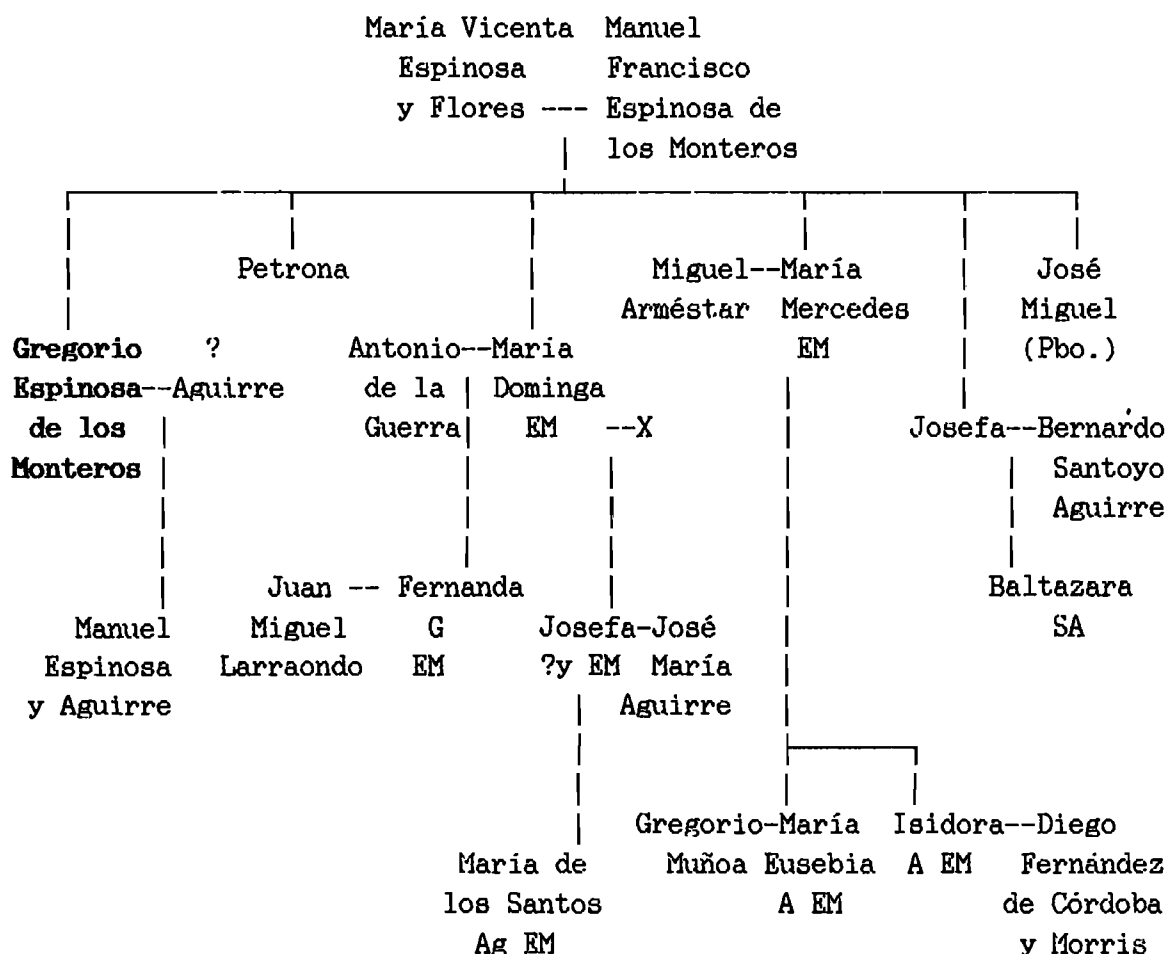 María Vicenta Manuel
Espinosa Francisco
y Flores --- Espinosa de
los Monteros
Petrona Miguel--María José
Arméstar Mercedes Miguel
Gregorio ? Antonio--María EM (Pbo.)
Espinosa--Aguirre de la Dominga
de los Guerra EM --X Josefa--Bernardo
Monteros Santoyo
Aguirre
Juan -- Fernanda Baltazara
Manuel Miguel G Josefa-José SA
Espinosa Larraondo EM ?y EM María
y Aguirre Aguirre
Gregorio-María Isidora--Diego
María de Muñoa Eusebia A EM Fernández
los Santos A EM de Córdoba
Ag EM y Morris